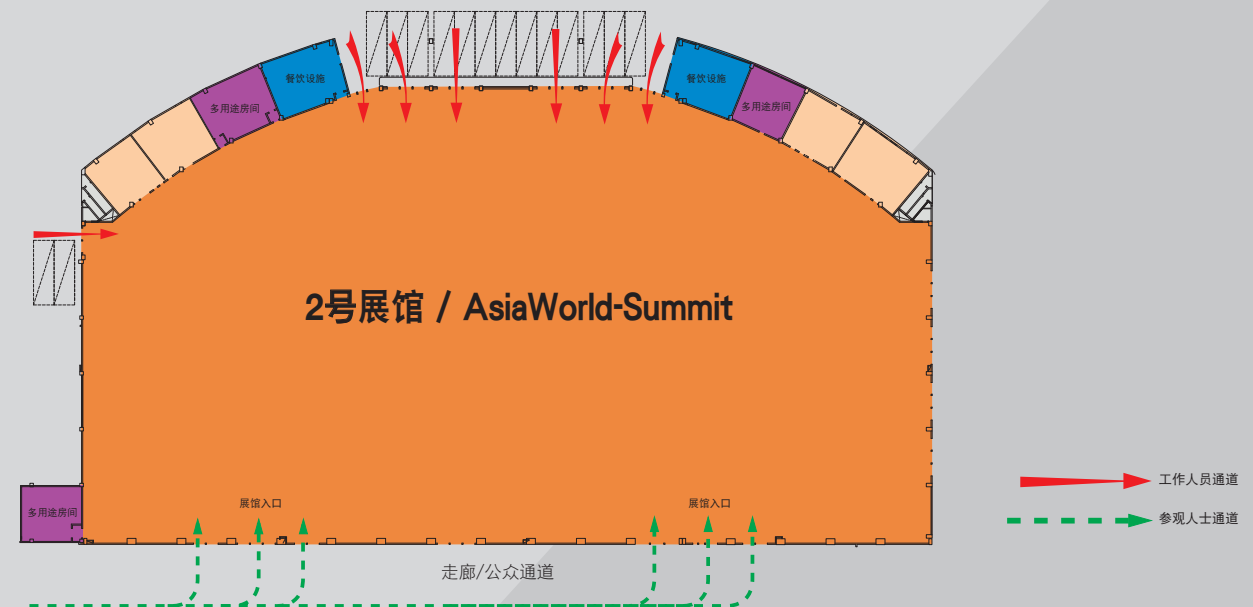 餐饮设施
餐饮设施
多用途房间
多用途房间
2号展馆 / AsiaWorld-Summit
工作人员通道
展馆入口
展馆入口
多用途房间
参观人士通道
走廊/公众通道